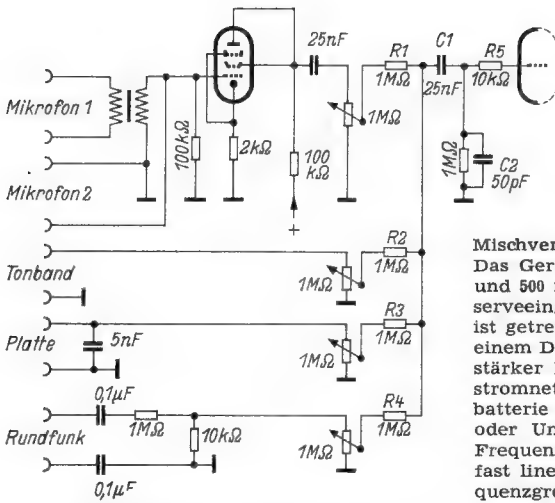 25nF
R1
1MΩ
C1
25nF
R5
10kΩ
Mikrofon 1
100kΩ
2kΩ
100
kΩ
+
1MΩ
1MΩ
C2
50pF
Mikrofon 2
Tonband
R2
1MΩ
1MΩ
Platte
5nF
R3
1MΩ
1MΩ
Rundfunk
0,1µF
1MΩ
10kΩ
R4
1MΩ
1MΩ
0,1µF
Mischver
Das Ger
und 500
serveein
ist getre
einem D
stärker
stromnet
batterie
oder Un
Frequen
fast line
quenzgr